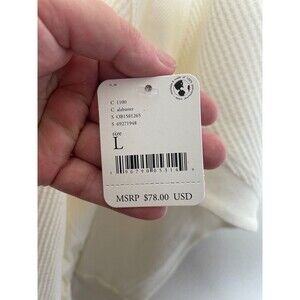 C 1100
C alabaster
S OB1581265
S 69271948
size
L
MSRP $78.00 USD